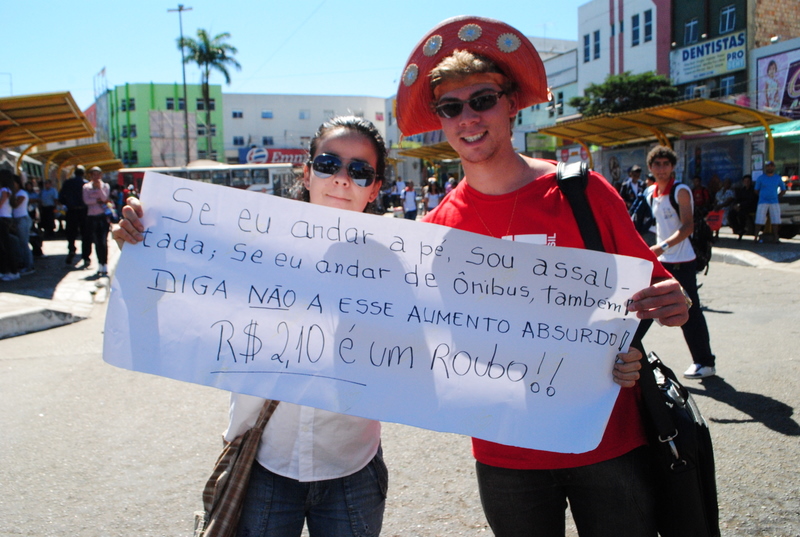 Se eu andar a pé, sou assal-
tada; se eu andar de ônibus, também!
DIGA NÃO A ESSE AUMENTO ABSURDO!
R$ 2,10 é um Roubo!!
DENTISTAS
PRO